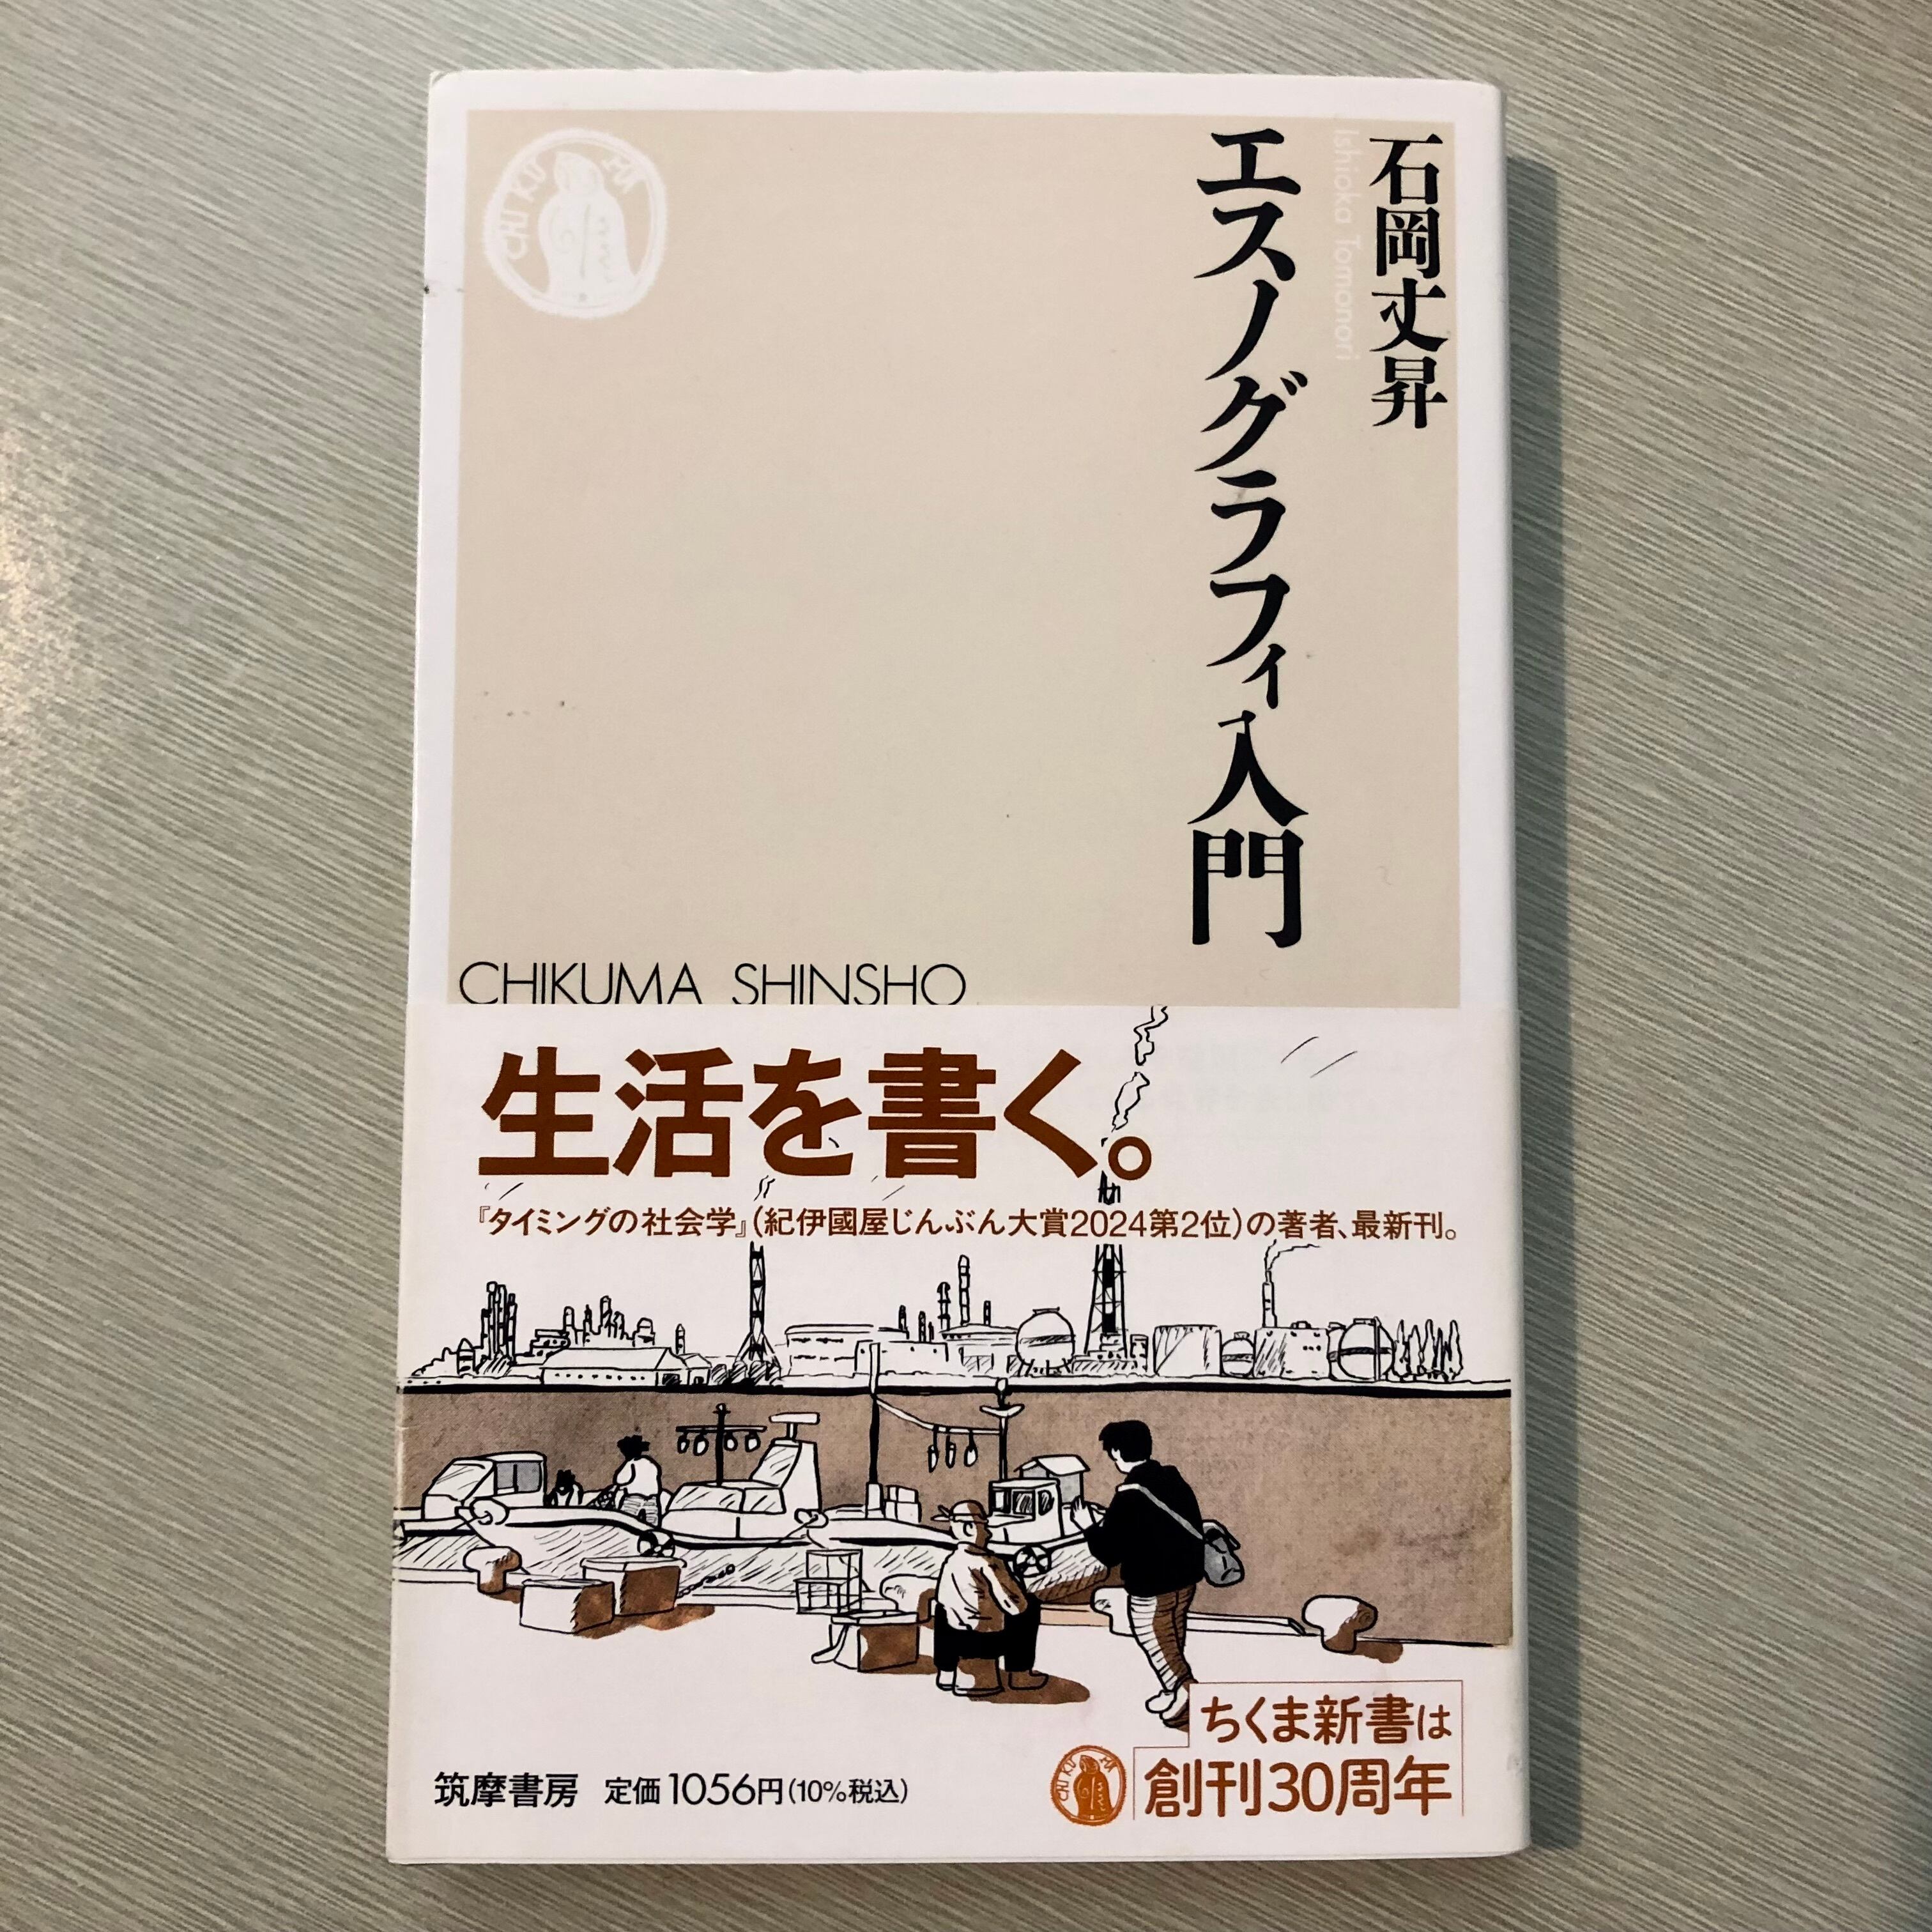 石岡丈昇
Ishioka Tomonori
エスノグラフィ入門
CHIKUMA
CHIKUMA SHINSHO
生活を書く。
『タイミングの社会学』(紀伊國屋じんぶん大賞2024第2位)の著者、最新刊。
ちくま新書は
創刊30周年
CHIKUMA
筑摩書房 定価1056円(10%税込)